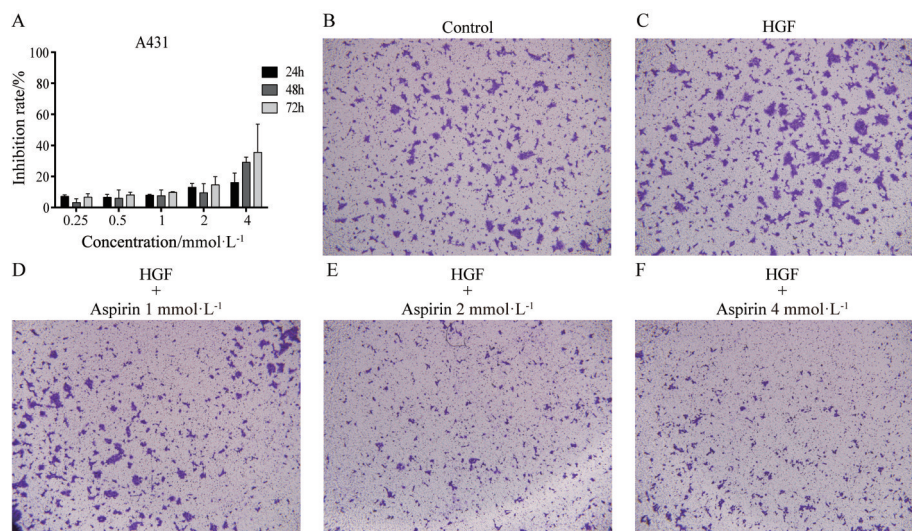 A
A431
100
80
60
40
20
0
Inhibition rate/%
24h
48h
72h
0.25 0.5 1 2 4
Concentration/mmol·L⁻¹
B
Control
C
HGF
D
HGF
+
Aspirin 1 mmol·L⁻¹
E
HGF
+
Aspirin 2 mmol·L⁻¹
F
HGF
+
Aspirin 4 mmol·L⁻¹